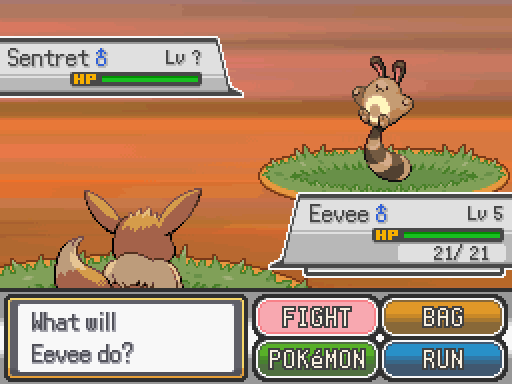 Sentret♂ Lv ?
HP
Eevee♂ Lv 5
HP
21/ 21
What will
Eevee do?
FIGHT
BAG
POKéMON
RUN